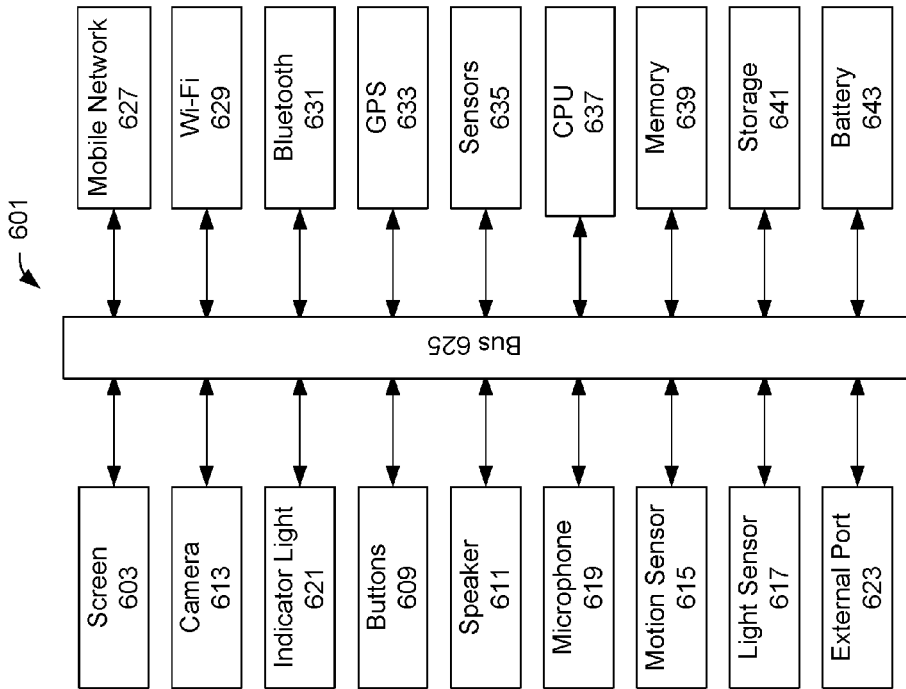 601
Screen
603
Camera
613
Indicator Light
621
Buttons
609
Speaker
611
Microphone
619
Motion Sensor
615
Light Sensor
617
External Port
623
Bus 625
Mobile Network
627
Wi-Fi
629
Bluetooth
631
GPS
633
Sensors
635
CPU
637
Memory
639
Storage
641
Battery
643